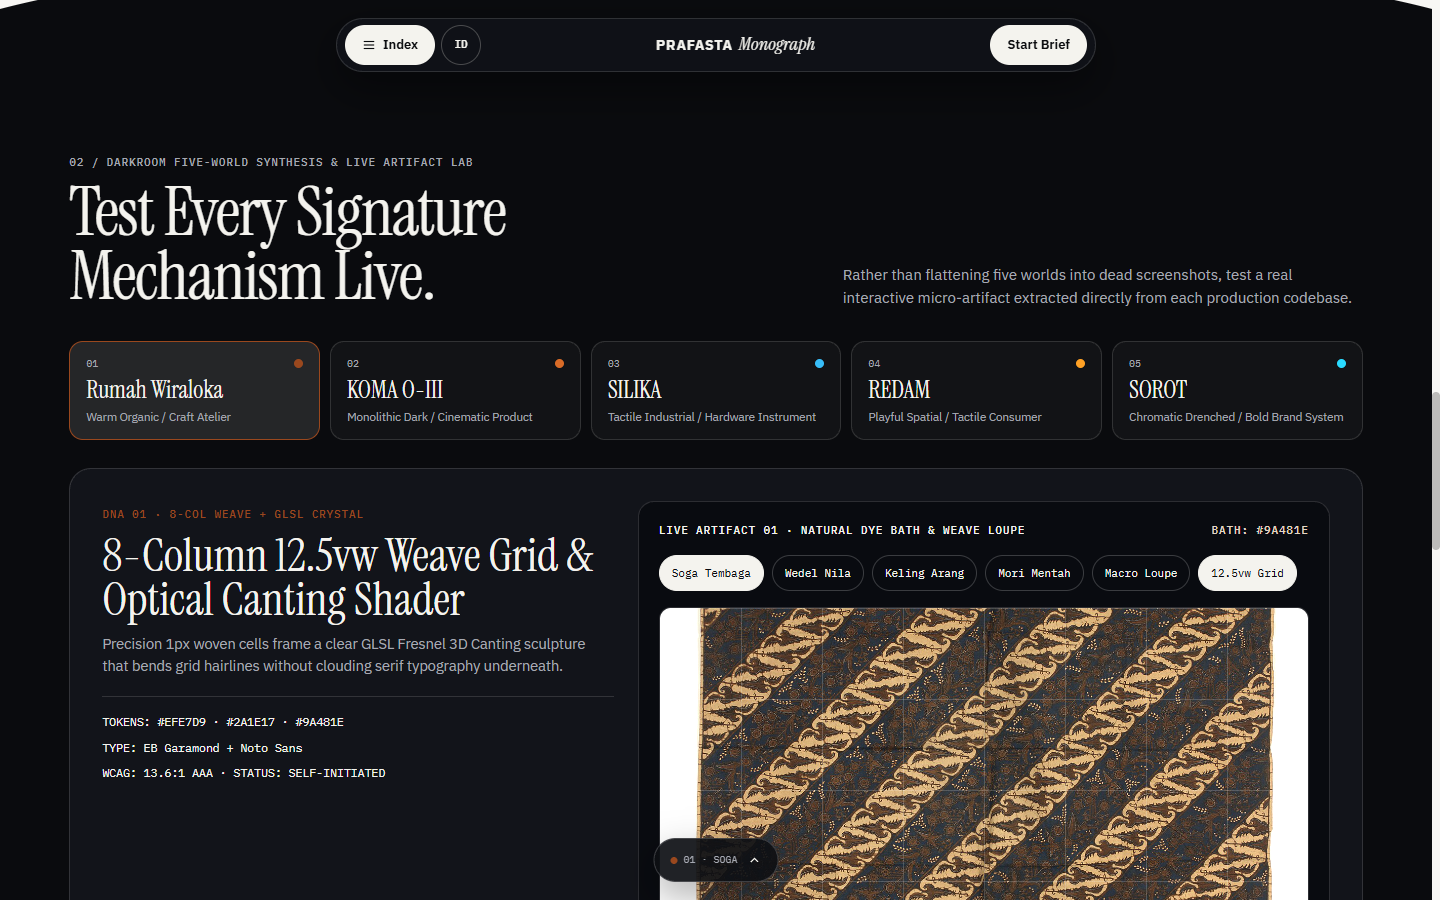 Index
ID
PRAFASTA Monograph
Start Brief
02 / DARKROOM FIVE-WORLD SYNTHESIS & LIVE ARTIFACT LAB
Test Every Signature
Mechanism Live.
Rather than flattening five worlds into dead screenshots, test a real
interactive micro-artifact extracted directly from each production codebase.
01
Rumah Wiraloka
Warm Organic / Craft Atelier
02
KOMA O-III
Monolithic Dark / Cinematic Product
03
SILIKA
Tactile Industrial / Hardware Instrument
04
REDAM
Playful Spatial / Tactile Consumer
05
SOROT
Chromatic Drenched / Bold Brand System
DNA 01 · 8-COL WEAVE + GLSL CRYSTAL
8-Column 12.5vw Weave Grid &
Optical Canting Shader
Precision 1px woven cells frame a clear GLSL Fresnel 3D Canting sculpture
that bends grid hairlines without clouding serif typography underneath.
TOKENS: #EFE7D9 · #2A1E17 · #9A481E
TYPE: EB Garamond + Noto Sans
WCAG: 13.6:1 AAA · STATUS: SELF-INITIATED
LIVE ARTIFACT 01 · NATURAL DYE BATH & WEAVE LOUPE
BATH: #9A481E
Soga Tembaga
Wedel Nila
Keling Arang
Mori Mentah
Macro Loupe
12.5vw Grid
01 · SOGA